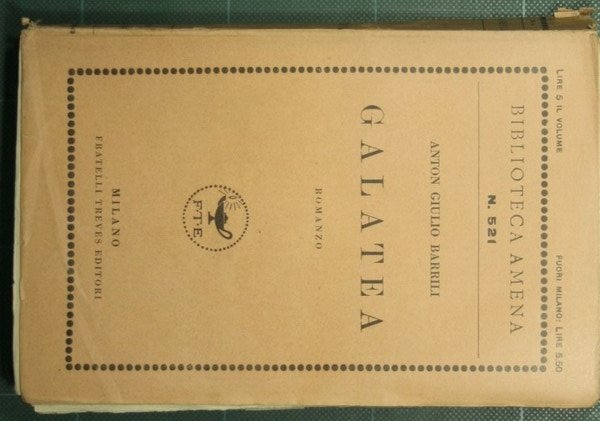 LIRE 5 IL VOLUME FUORI MILANO: LIRE 5.50
BIBLIOTECA AMENA
N. 521
ANTON GIULIO BARRILI
GALATEA
ROMANZO
F·T·E·
MILANO
FRATELLI TREVES EDITORI